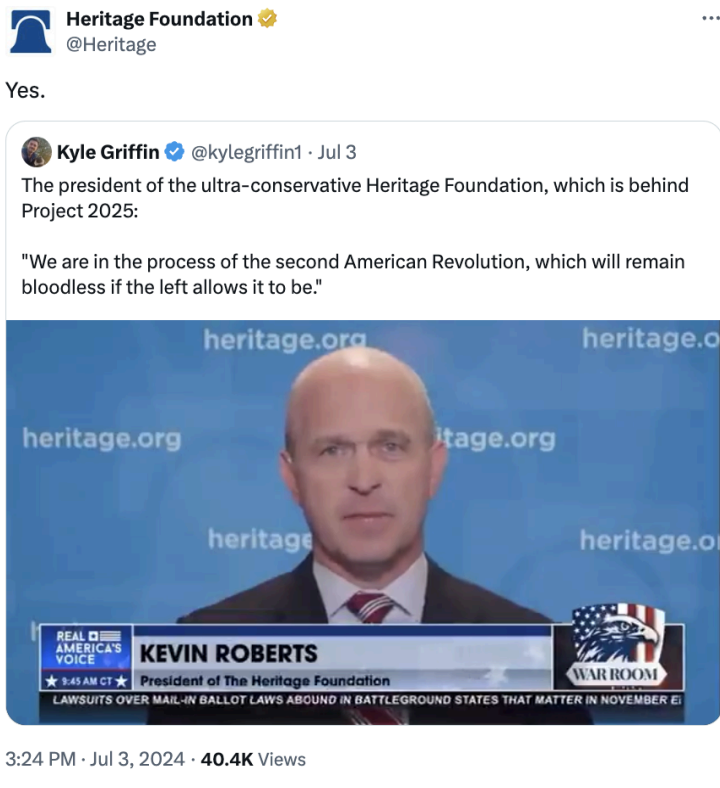 Heritage Foundation
@Heritage
Yes.
Kyle Griffin @kylegriffin1 · Jul 3
The president of the ultra-conservative Heritage Foundation, which is behind
Project 2025:
"We are in the process of the second American Revolution, which will remain
bloodless if the left allows it to be."
heritage.org heritage.o
heritage.org itage.org
heritage heritage.or
REAL
AMERICA'S
VOICE
9:45 AM CT
KEVIN ROBERTS
President of The Heritage Foundation
WAR ROOM
LAWSUITS OVER MAIL-IN BALLOT LAWS ABOUND IN BATTLEGROUND STATES THAT MATTER IN NOVEMBER El
3:24 PM · Jul 3, 2024 · 40.4K Views